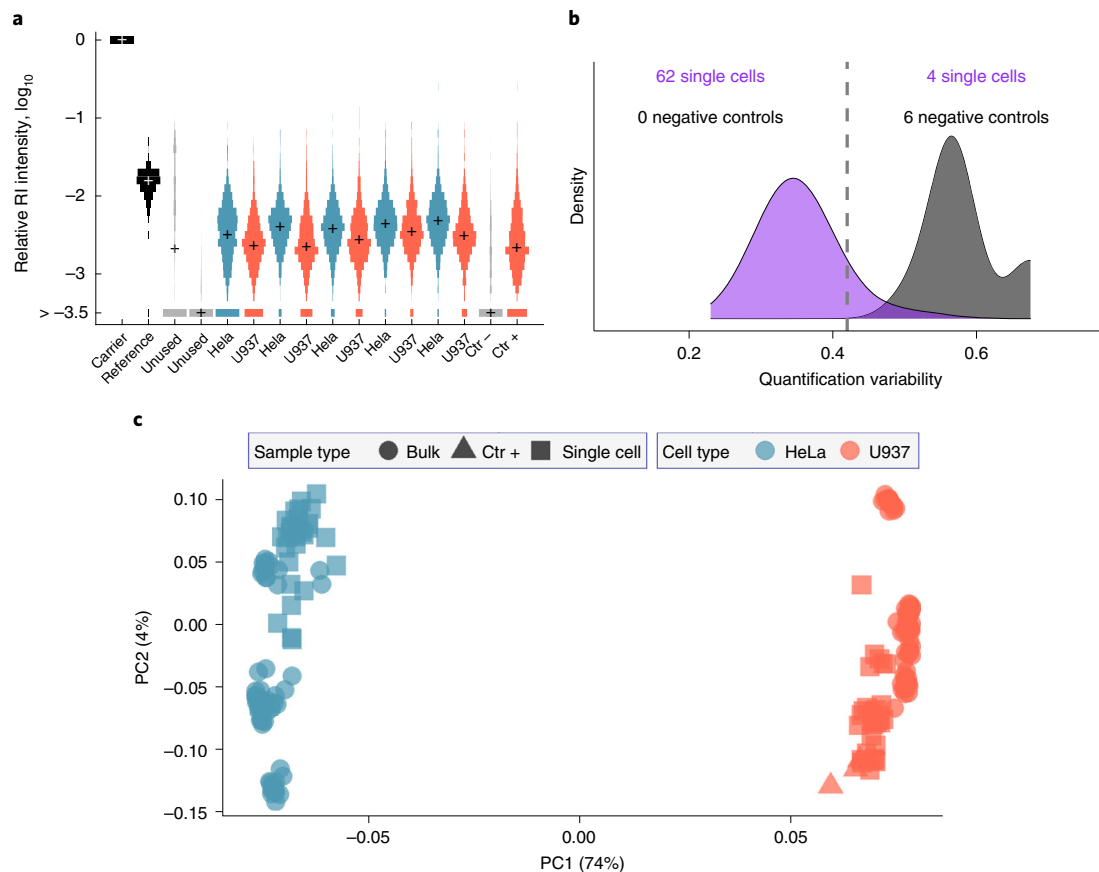 a
Relative RI intensity, log10
0
−1
−2
−3
> −3.5
Carrier
Reference
Unused
Unused
Hela
U937
Hela
U937
Hela
U937
Hela
U937
Hela
U937
Ctr −
Ctr +
b
62 single cells
4 single cells
0 negative controls
6 negative controls
Density
0.2
0.4
0.6
Quantification variability
c
Sample type
Bulk
Ctr +
Single cell
Cell type
HeLa
U937
PC2 (4%)
0.10
0.05
0.00
−0.05
−0.10
−0.15
−0.05
0.00
0.05
PC1 (74%)